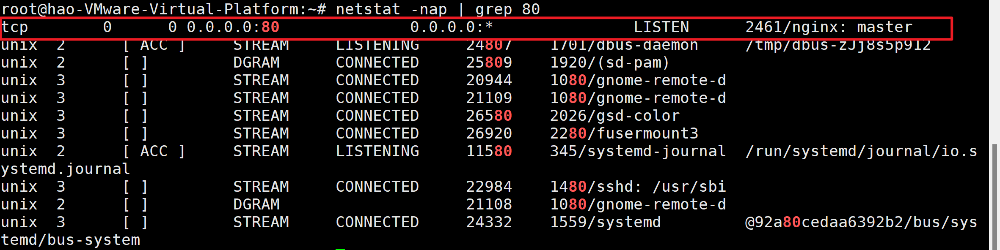 root@hao-VMware-Virtual-Platform:~# netstat -nap | grep 80
tcp        0      0 0.0.0.0:80              0.0.0.0:*               LISTEN      2461/nginx: master
unix  2      [ ACC ]     STREAM     LISTENING     24807    1701/dbus-daemon     /tmp/dbus-zJj8s5p912
unix  2      [ ]         DGRAM      CONNECTED     25809    1920/(sd-pam)
unix  3      [ ]         STREAM     CONNECTED     20944    1080/gnome-remote-d
unix  3      [ ]         STREAM     CONNECTED     21109    1080/gnome-remote-d
unix  3      [ ]         STREAM     CONNECTED     26580    2026/gsd-color
unix  3      [ ]         STREAM     CONNECTED     26920    2280/fusermount3
unix  2      [ ACC ]     STREAM     LISTENING     11580    345/systemd-journal  /run/systemd/journal/io.s
ystemd.journal
unix  3      [ ]         STREAM     CONNECTED     22984    1480/sshd: /usr/sbi
unix  2      [ ]         DGRAM                    21108    1080/gnome-remote-d
unix  3      [ ]         STREAM     CONNECTED     24332    1559/systemd         @92a80cedaa6392b2/bus/sys
temd/bus-system